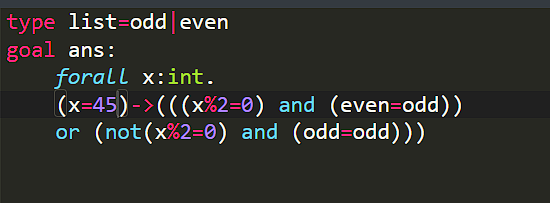 type list=odd|even
goal ans:
    forall x:int.
    (x=45)->(((x%2=0) and (even=odd))
    or (not(x%2=0) and (odd=odd)))